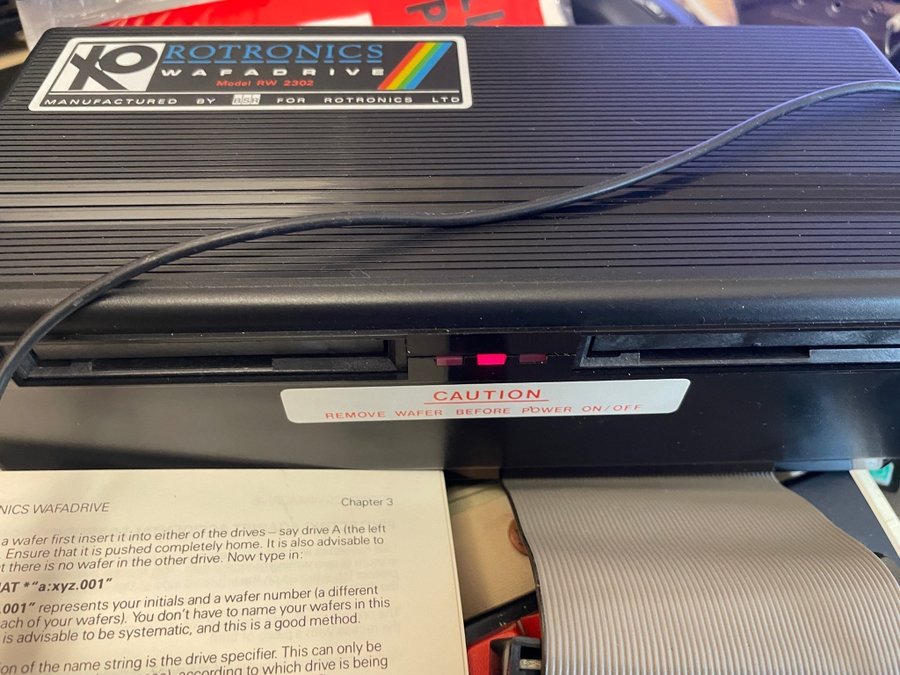 XO ROTRONICS
WAFADRIVE
Model RW 2302
MANUFACTURED BY BSR FOR ROTRONICS LTD
CAUTION
REMOVE WAFER BEFORE POWER ON/OFF
NICS WAFADRIVE Chapter 3
a wafer first insert it into either of the drives – say drive A (the left
. Ensure that it is pushed completely home. It is also advisable to
t there is no wafer in the other drive. Now type in:
AT *"a:xyz.001"
.001" represents your initials and a wafer number (a different
ach of your wafers). You don't have to name your wafers in this
is advisable to be systematic, and this is a good method.
on of the name string is the drive specifier. This can only be
according to which drive is being